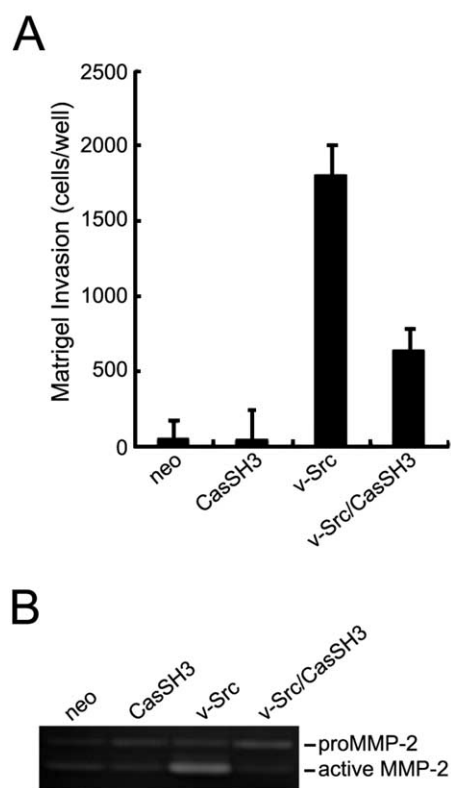 A
Matrigel Invasion (cells/well)
2500
2000
1500
1000
500
0
neo
CasSH3
v-Src
v-Src/CasSH3
B
neo
CasSH3
v-Src
v-Src/CasSH3
–proMMP-2
–active MMP-2